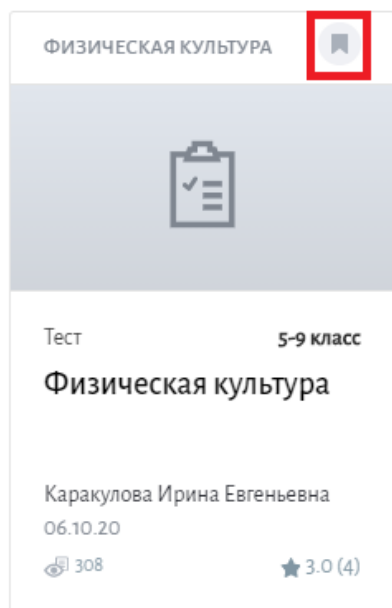 ФИЗИЧЕСКАЯ КУЛЬТУРА
Тест 5-9 класс
Физическая культура
Каракулова Ирина Евгеньевна
06.10.20
308 3.0 (4)